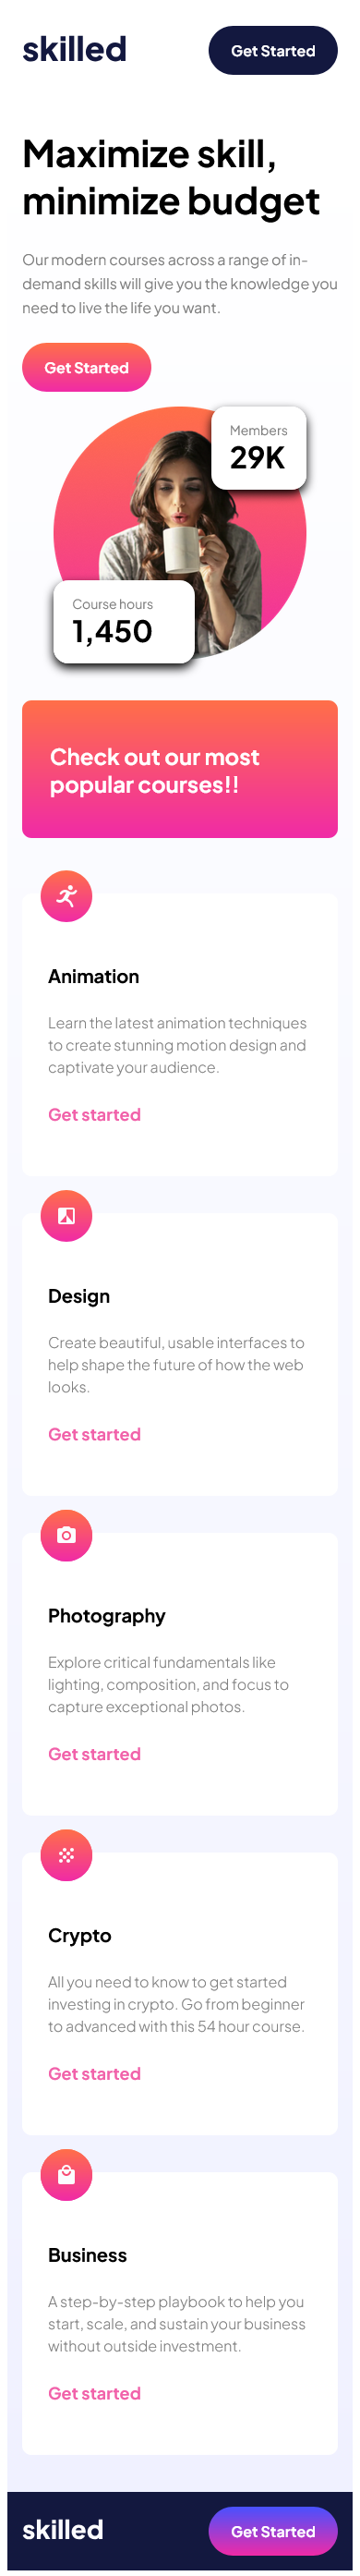 skilled
Get Started
Maximize skill,
minimize budget
Our modern courses across a range of in-
demand skills will give you the knowledge you
need to live the life you want.
Get Started
Members
29K
Course hours
1,450
Check out our most
popular courses!!
Animation
Learn the latest animation techniques
to create stunning motion design and
captivate your audience.
Get started
Design
Create beautiful, usable interfaces to
help shape the future of how the web
looks.
Get started
Photography
Explore critical fundamentals like
lighting, composition, and focus to
capture exceptional photos.
Get started
Crypto
All you need to know to get started
investing in crypto. Go from beginner
to advanced with this 54 hour course.
Get started
Business
A step-by-step playbook to help you
start, scale, and sustain your business
without outside investment.
Get started
skilled
Get Started